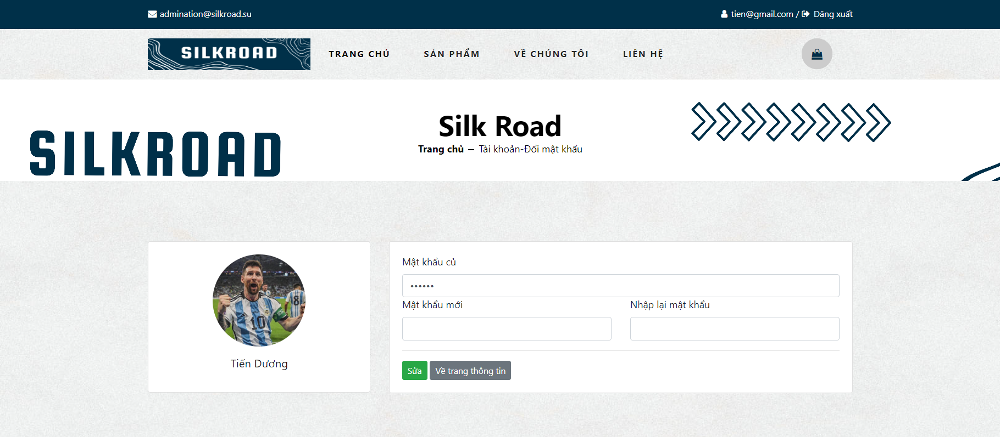 admination@silkroad.su
tien@gmail.com / Đăng xuất
SILKROAD
TRANG CHỦ
SẢN PHẨM
VỀ CHÚNG TÔI
LIÊN HỆ
SILKROAD
Silk Road
Trang chủ — Tài khoản-Đổi mật khẩu
8
10
Tiến Dương
Mật khẩu củ
••••••
Mật khẩu mới
Nhập lại mật khẩu
Sửa
Về trang thông tin